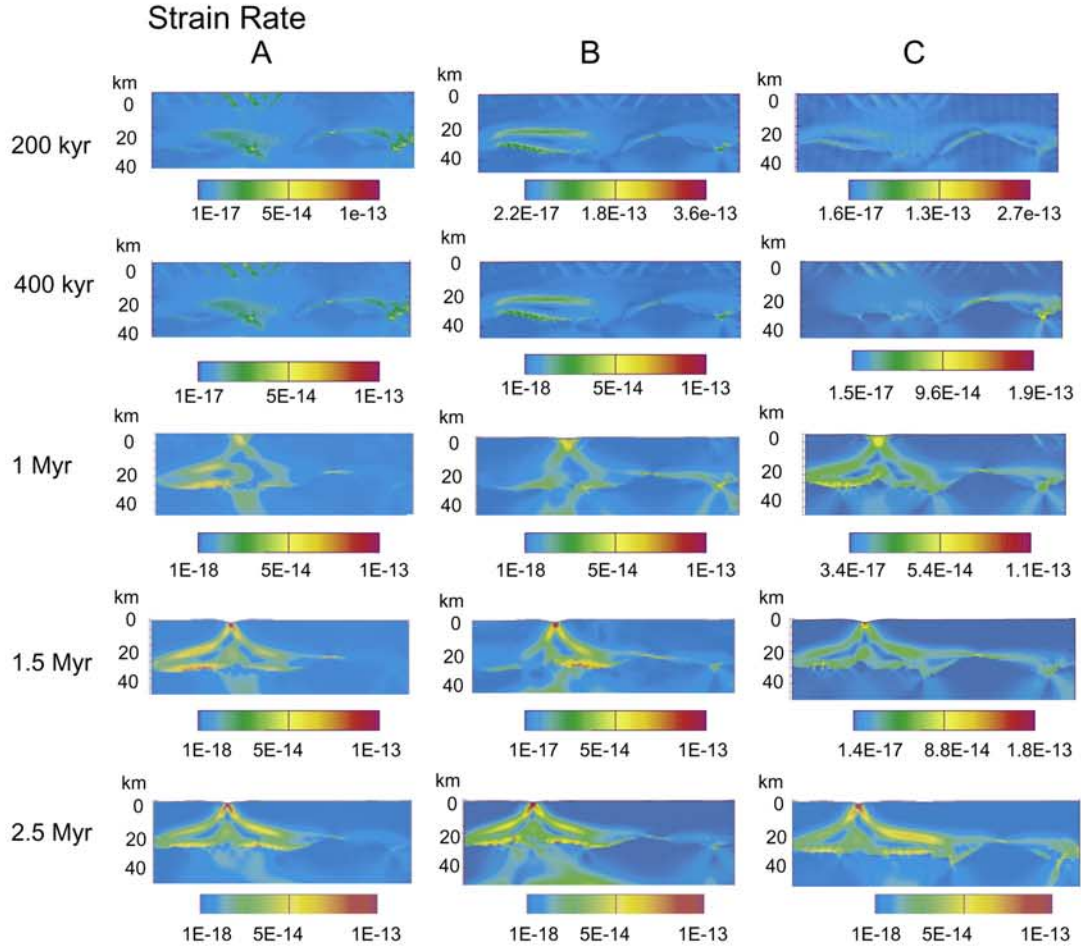 Strain Rate
A B C
km km km
200 kyr
0 0 0
20 20 20
40 40 40
1E-17 5E-14 1e-13 2.2E-17 1.8E-13 3.6e-13 1.6E-17 1.3E-13 2.7e-13
km km km
400 kyr
0 0 0
20 20 20
40 40 40
1E-17 5E-14 1E-13 1E-18 5E-14 1E-13 1.5E-17 9.6E-14 1.9E-13
km km km
1 Myr
0 0 0
20 20 20
40 40 40
1E-18 5E-14 1E-13 1E-18 5E-14 1E-13 3.4E-17 5.4E-14 1.1E-13
km km km
1.5 Myr
0 0 0
20 20 20
40 40 40
1E-18 5E-14 1E-13 1E-17 5E-14 1E-13 1.4E-17 8.8E-14 1.8E-13
km km km
2.5 Myr
0 0 0
20 20 20
40 40 40
1E-18 5E-14 1E-13 1E-18 5E-14 1E-13 1E-18 5E-14 1E-13